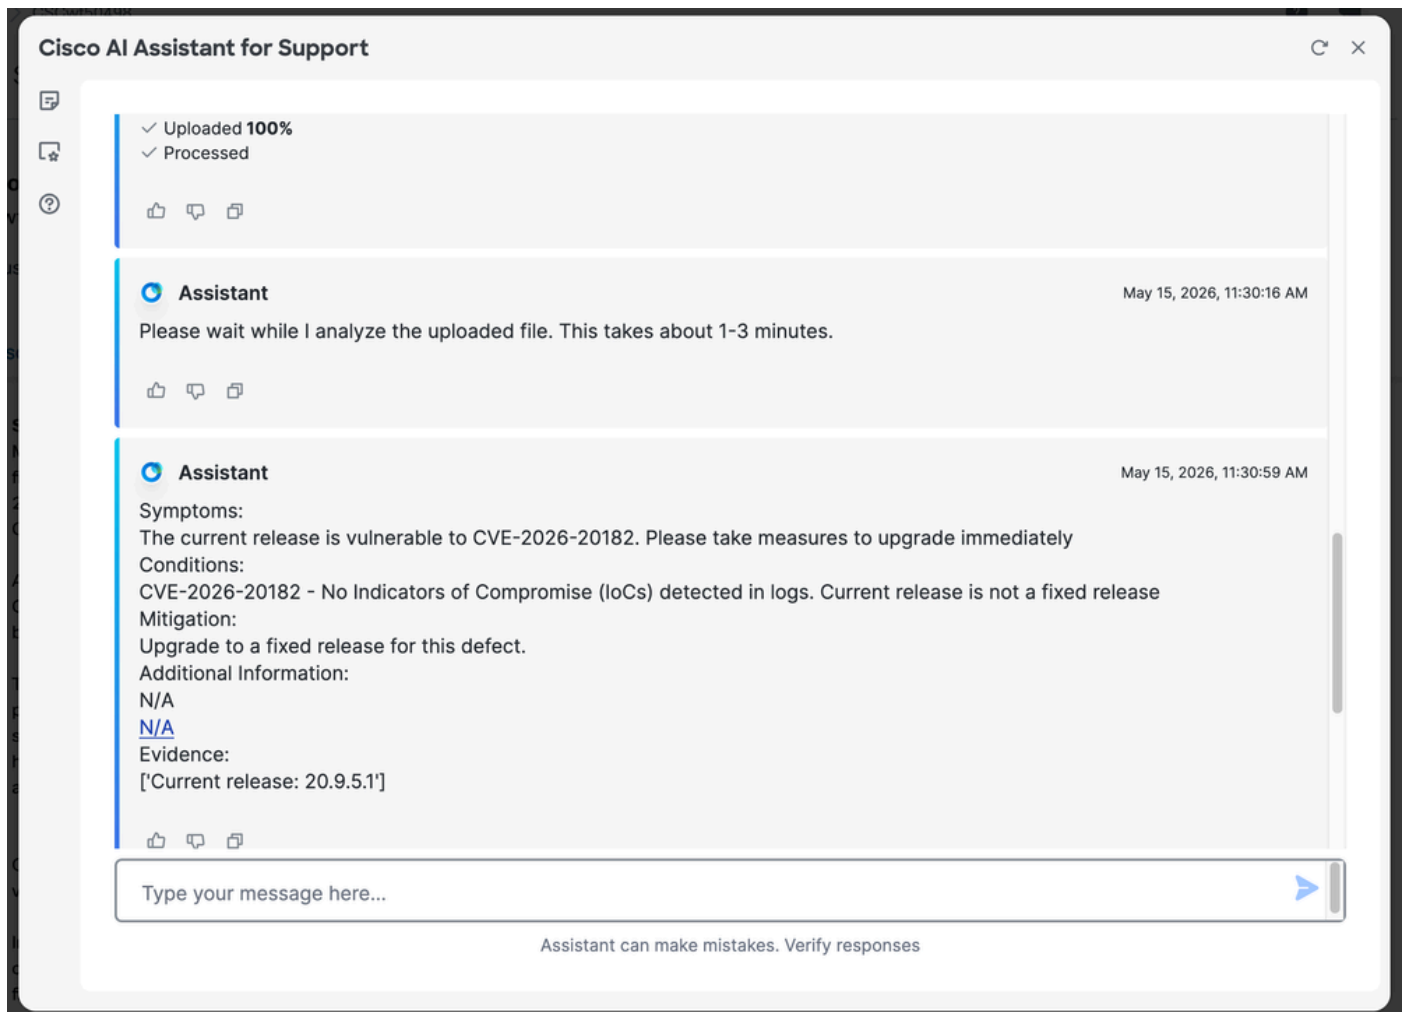 Cisco AI Assistant for Support
Uploaded 100%
Processed
Assistant
May 15, 2026, 11:30:16 AM
Please wait while I analyze the uploaded file. This takes about 1-3 minutes.
Assistant
May 15, 2026, 11:30:59 AM
Symptoms:
The current release is vulnerable to CVE-2026-20182. Please take measures to upgrade immediately
Conditions:
CVE-2026-20182 - No Indicators of Compromise (IoCs) detected in logs. Current release is not a fixed release
Mitigation:
Upgrade to a fixed release for this defect.
Additional Information:
N/A
N/A
Evidence:
['Current release: 20.9.5.1']
Type your message here...
Assistant can make mistakes. Verify responses